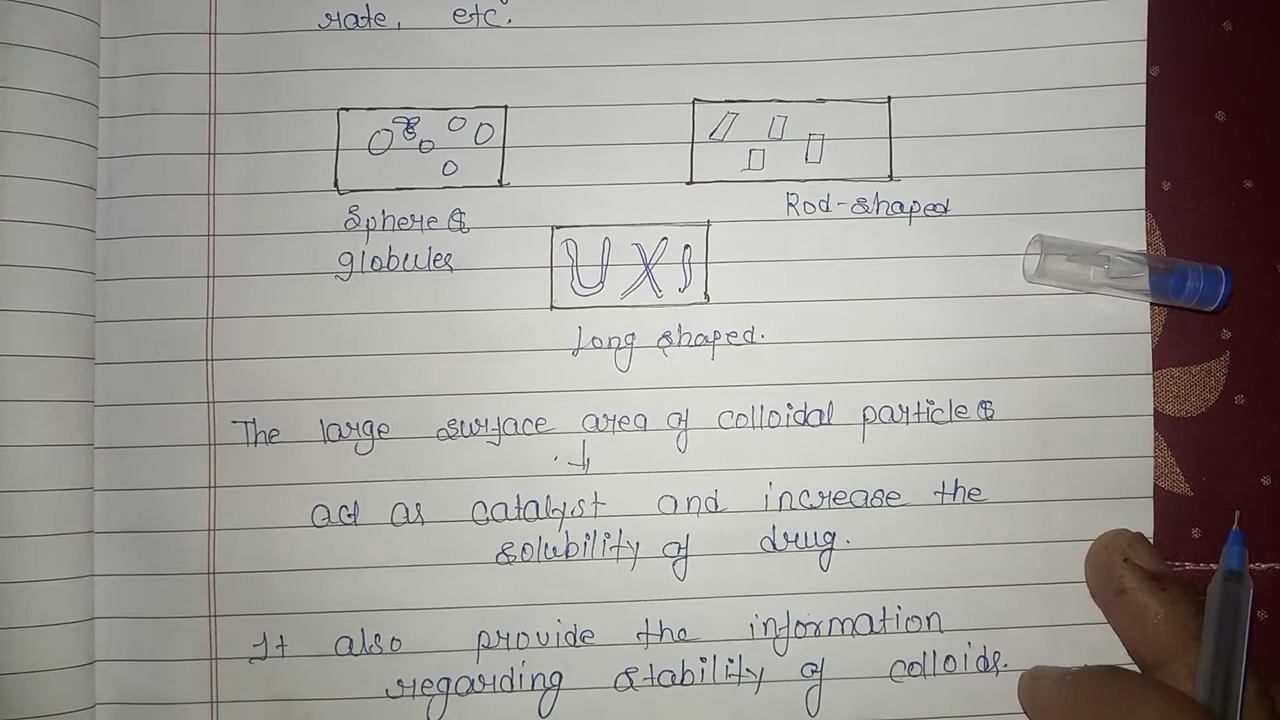 rate, etc.
Spheres
globules
Rod-shaped
Long shaped.
The large surface area of colloidal particles
act as catalyst and increase the
solubility of drug.
It also provide the information
regarding stability of colloids.